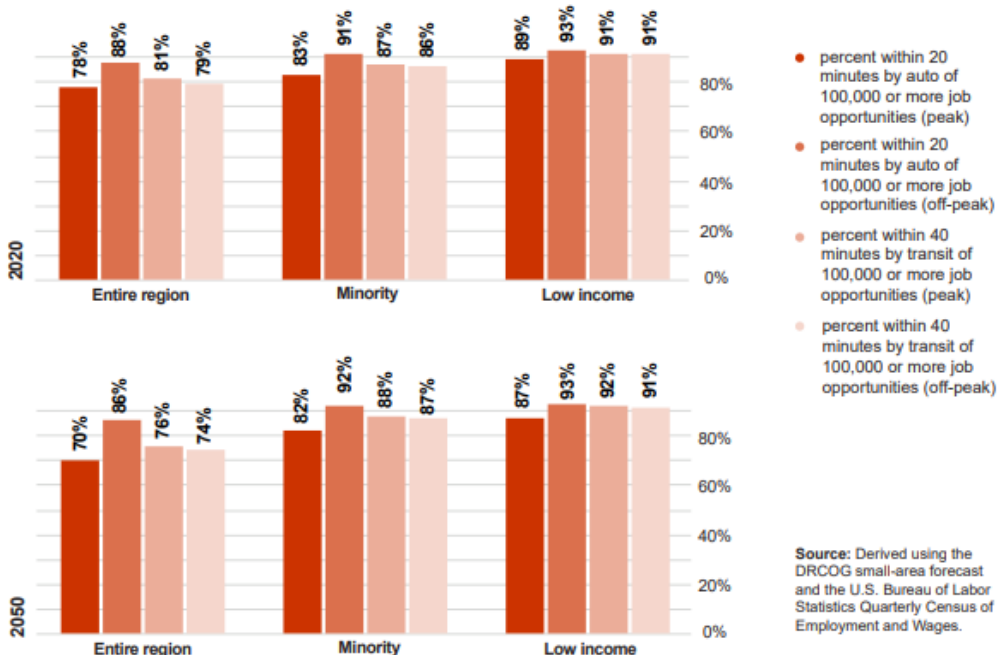 78%
88%
81%
79%
83%
91%
87%
86%
89%
93%
91%
91%
80%
60%
40%
20%
0%
2020
Entire region
Minority
Low income
70%
86%
76%
74%
82%
92%
88%
87%
87%
93%
92%
91%
80%
60%
40%
20%
0%
2050
Entire region
Minority
Low income
percent within 20
minutes by auto of
100,000 or more job
opportunities (peak)
percent within 20
minutes by auto of
100,000 or more job
opportunities (off-peak)
percent within 40
minutes by transit of
100,000 or more job
opportunities (peak)
percent within 40
minutes by transit of
100,000 or more job
opportunities (off-peak)
Source: Derived using the
DRCOG small-area forecast
and the U.S. Bureau of Labor
Statistics Quarterly Census of
Employment and Wages.